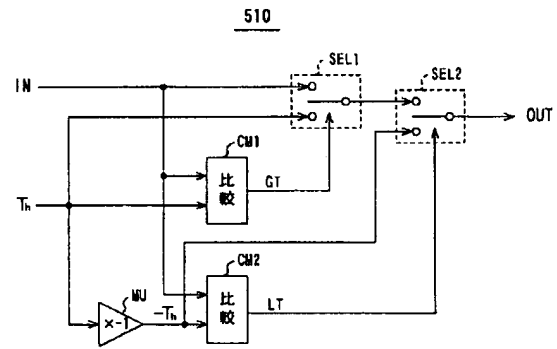 510
SEL1
SEL2
IN
OUT
CM1
比較
GT
Th
CM2
比較
LT
MU
×-1
-Th